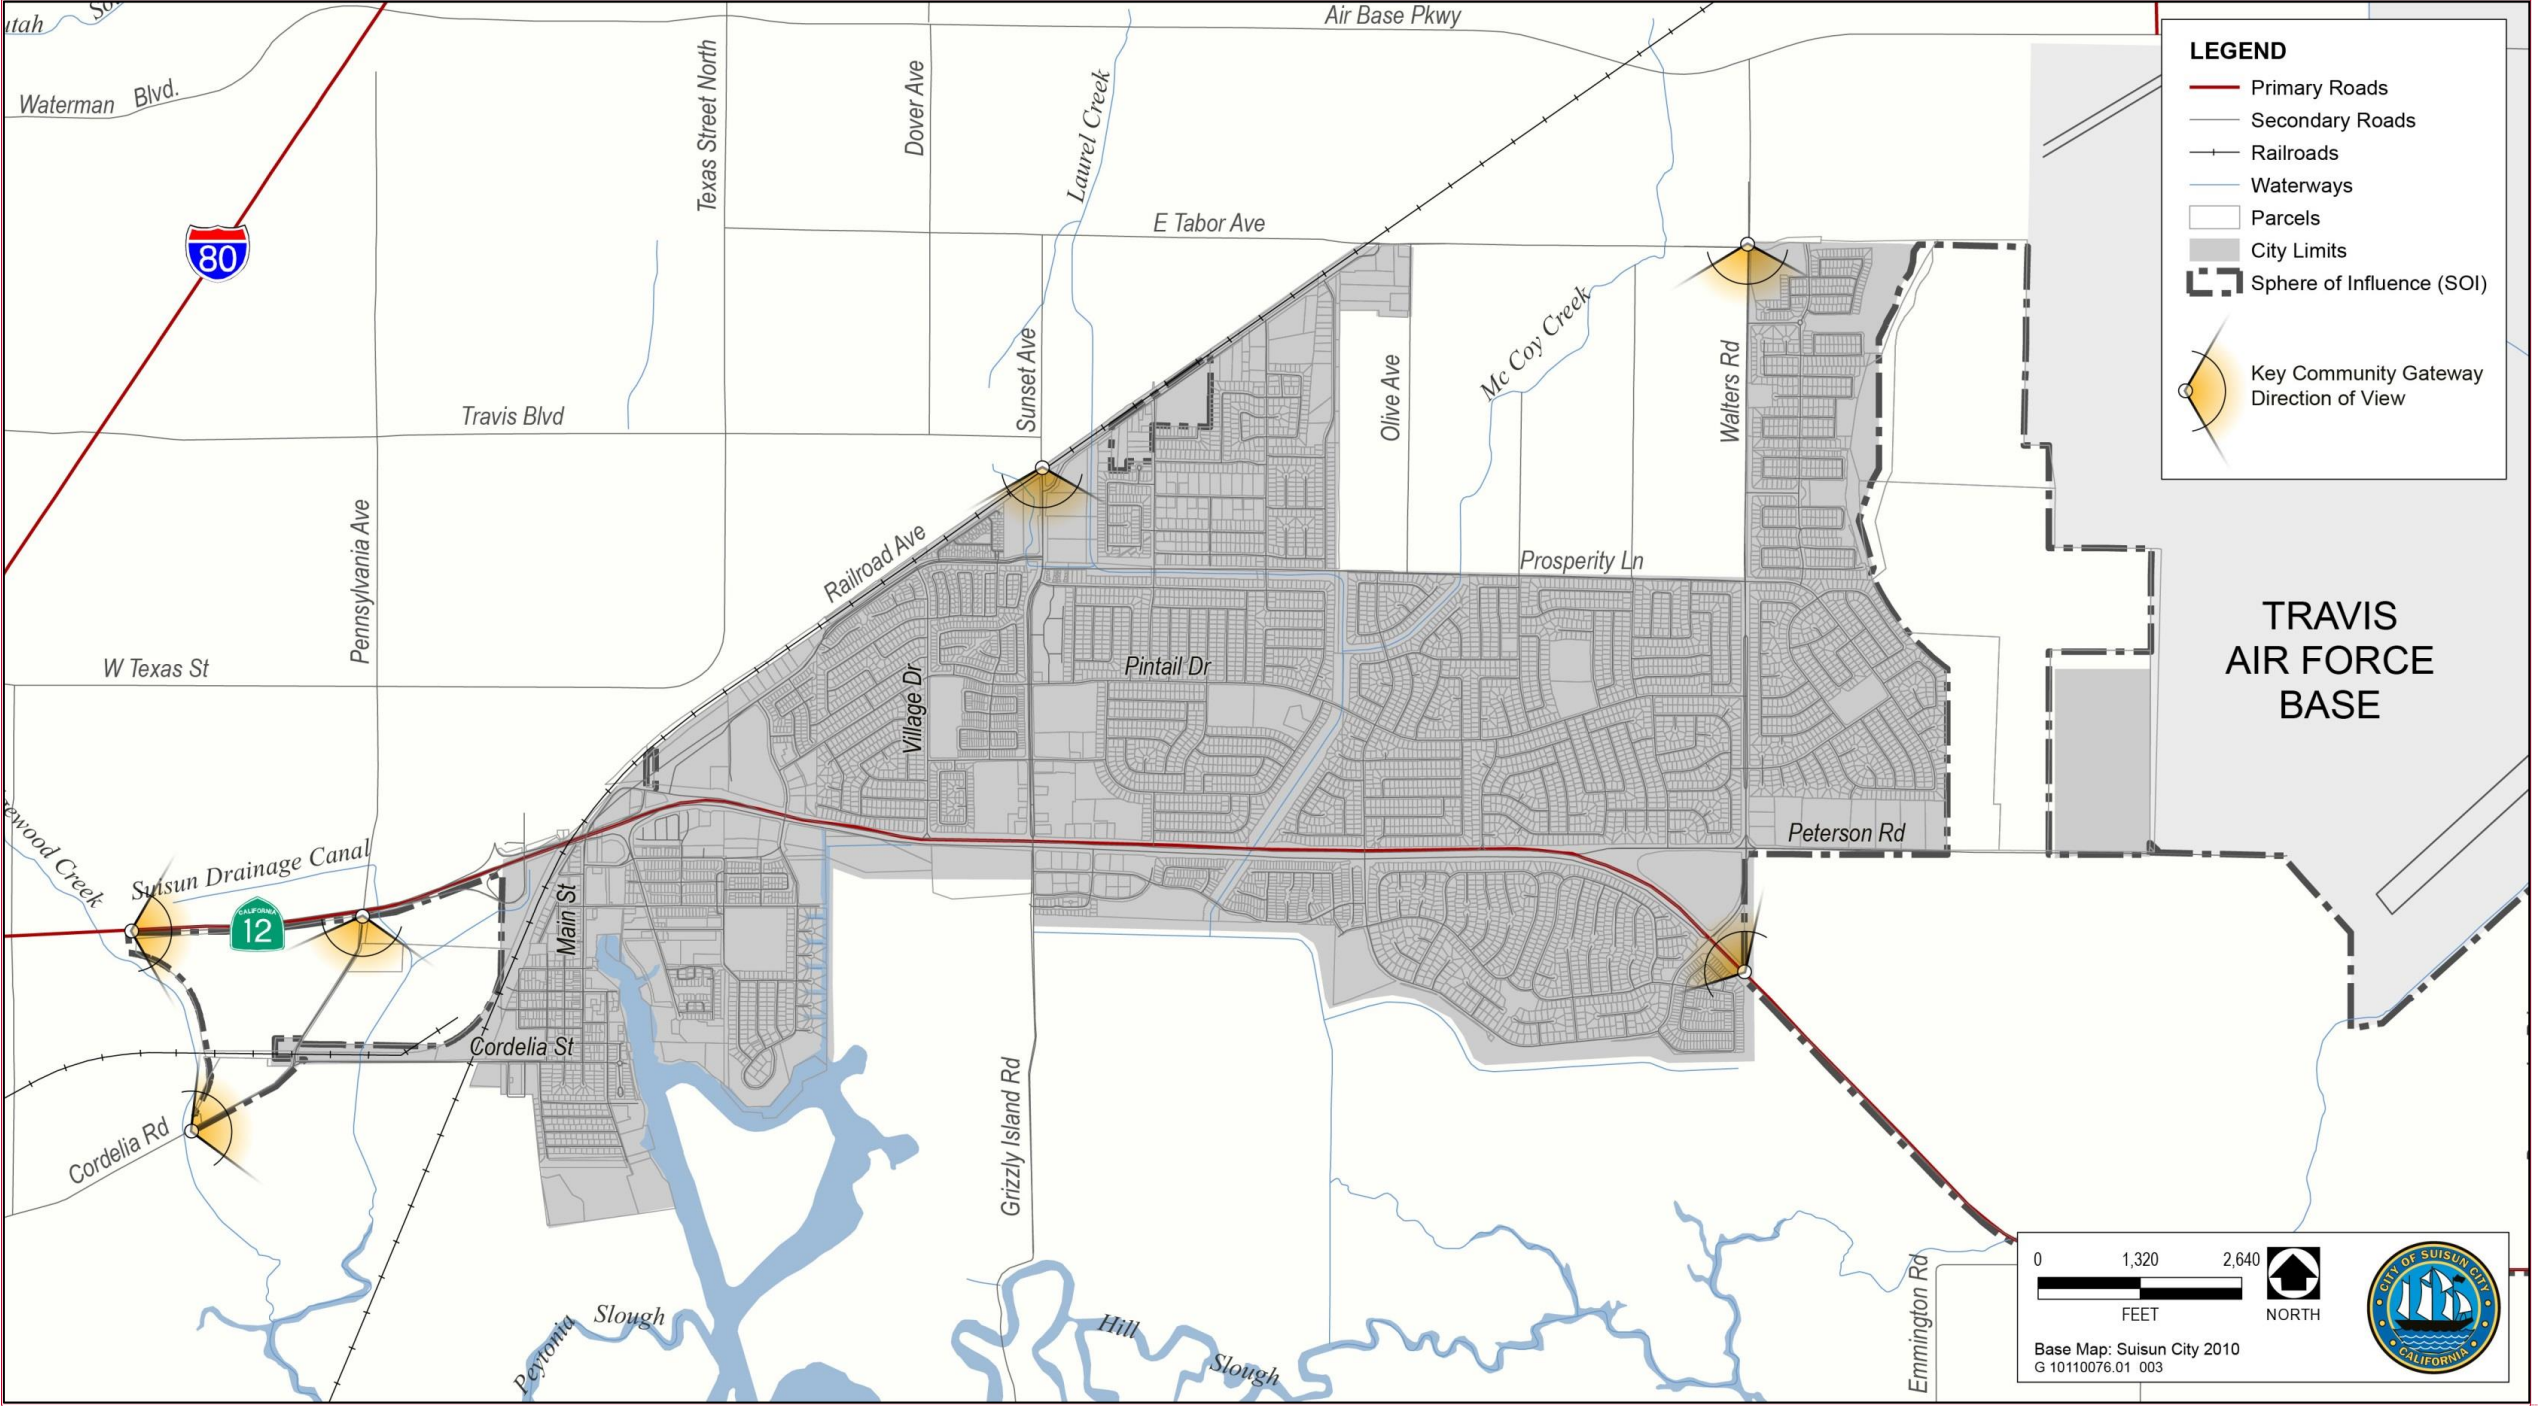 utah
Air Base Pkwy
Waterman Blvd.
Texas Street North
Dover Ave
Laurel Creek
80
E Tabor Ave
Mc Coy Creek
Sunset Ave
Olive Ave
Walters Rd
Travis Blvd
Pennsylvania Ave
Railroad Ave
Prosperity Ln
W Texas St
Village Dr
Pintail Dr
Peterson Rd
TRAVIS
AIR FORCE
BASE
Suisun Drainage Canal
CALIFORNIA
12
Main St
Cordelia St
Cordelia Rd
Grizzly Island Rd
Emmington Rd
Peytonia Slough
Hill Slough
LEGEND
Primary Roads
Secondary Roads
Railroads
Waterways
Parcels
City Limits
Sphere of Influence (SOI)
Key Community Gateway
Direction of View
0 1,320 2,640
FEET
NORTH
Base Map: Suisun City 2010
G 10110076.01 003
CITY OF SUISUN CITY
CALIFORNIA